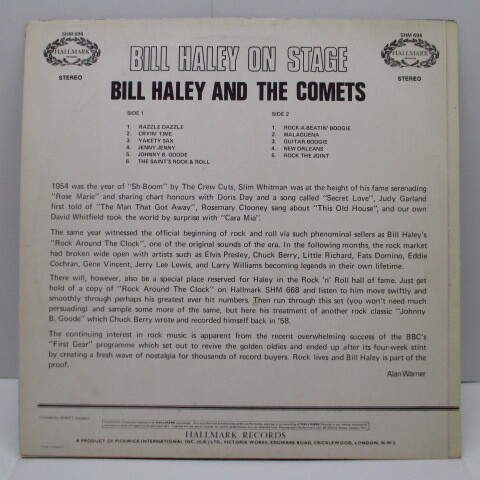 SHM 694
HALLMARK
STEREO
BILL HALEY ON STAGE
SHM 694
HALLMARK
STEREO
BILL HALEY AND THE COMETS
SIDE 1
1. RAZZLE DAZZLE
2. CRYIN' TIME
3. YAKETY SAX
4. JENNY JENNY
5. JOHNNY B. GOODE
6. THE SAINT'S ROCK & ROLL
SIDE 2
1. ROCK-A-BEATIN' BOOGIE
2. MALAGUENA
3. GUITAR BOOGIE
4. NEW ORLEANS
5. ROCK THE JOINT
1954 was the year of "Sh-Boom" by The Crew Cuts, Slim Whitman was at the height of his fame serenading
"Rose Marie" and sharing chart honours with Doris Day and a song called "Secret Love", Judy Garland
first told of "The Man That Got Away", Rosemary Clooney sang about "This Old House", and our own
David Whitfield took the world by surprise with "Cara Mia".
The same year witnessed the official beginning of rock and roll via such phenomenal sellers as Bill Haley's
"Rock Around The Clock", one of the original sounds of the era. In the following months, the rock market
had broken wide open with artists such as Elvis Presley, Chuck Berry, Little Richard, Fats Domino, Eddie
Cochran, Gene Vincent, Jerry Lee Lewis, and Larry Williams becoming legends in their own lifetime.
There will, however, also be a special place reserved for Haley in the Rock 'n' Roll hall of fame. Just get
hold of a copy of "Rock Around The Clock" on Hallmark SHM 668 and listen to him move swiftly and
smoothly through perhaps his greatest ever hit numbers. Then run through this set (you won't need much
persuading) and sample some more of the same, but here his treatment of another rock classic "Johnny
B. Goode" which Chuck Berry wrote and recorded himself back in '58.
The continuing interest in rock music is apparent from the recent overwhelming success of the BBC's
"First Gear" programme which set out to revive the golden oldies and ended up after its four-week stint
by creating a fresh wave of nostalgia for thousands of record buyers. Rock lives and Bill Haley is part of the
proof.
Alan Warner
HALLMARK RECORDS
A PRODUCT OF PICKWICK INTERNATIONAL INC. (G.B.) LTD., VICTORIA WORKS, EDGWARE ROAD, CRICKLEWOOD, LONDON, N.W.2.